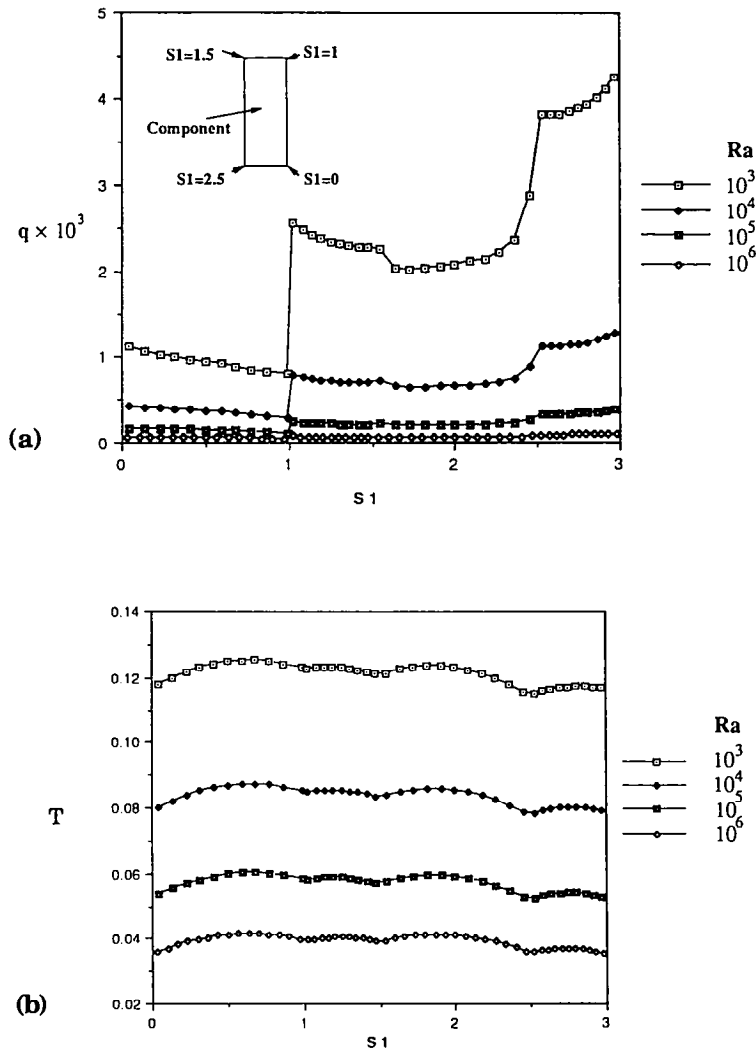 5
4
3
2
1
0
q × 10³
S1=1.5
S1=1
Component
S1=2.5
S1=0
Ra
10³
10⁴
10⁵
10⁶
0
1
2
3
S 1
(a)
0.14
0.12
0.10
0.08
0.06
0.04
0.02
T
Ra
10³
10⁴
10⁵
10⁶
0
1
2
3
S 1
(b)